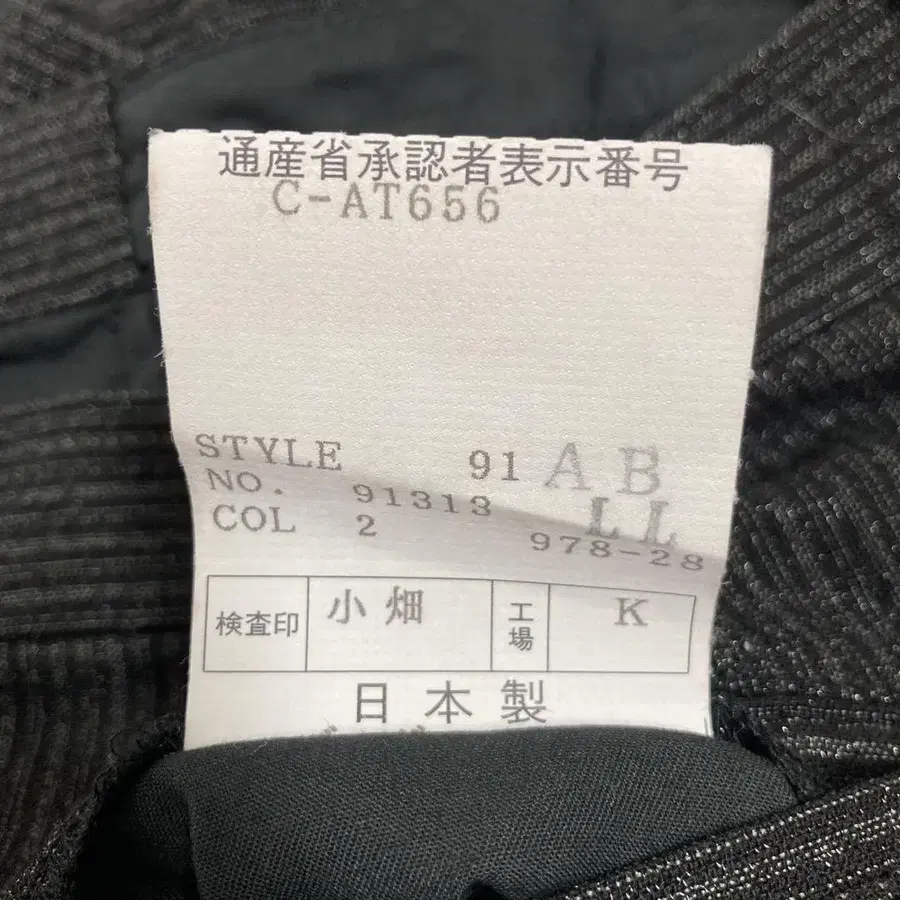 通産省承認者表示番号
C-AT656
STYLE 91 AB
NO. 91313 LL
COL 2 978-28
検査印 小畑 工場 K
日本製